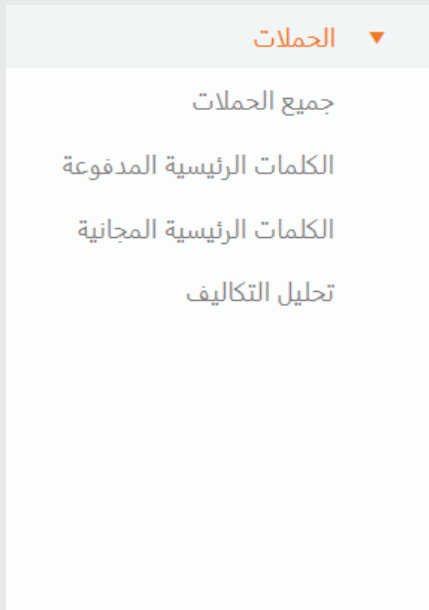 الحملات
جميع الحملات
الكلمات الرئيسية المدفوعة
الكلمات الرئيسية المجانية
تحليل التكاليف